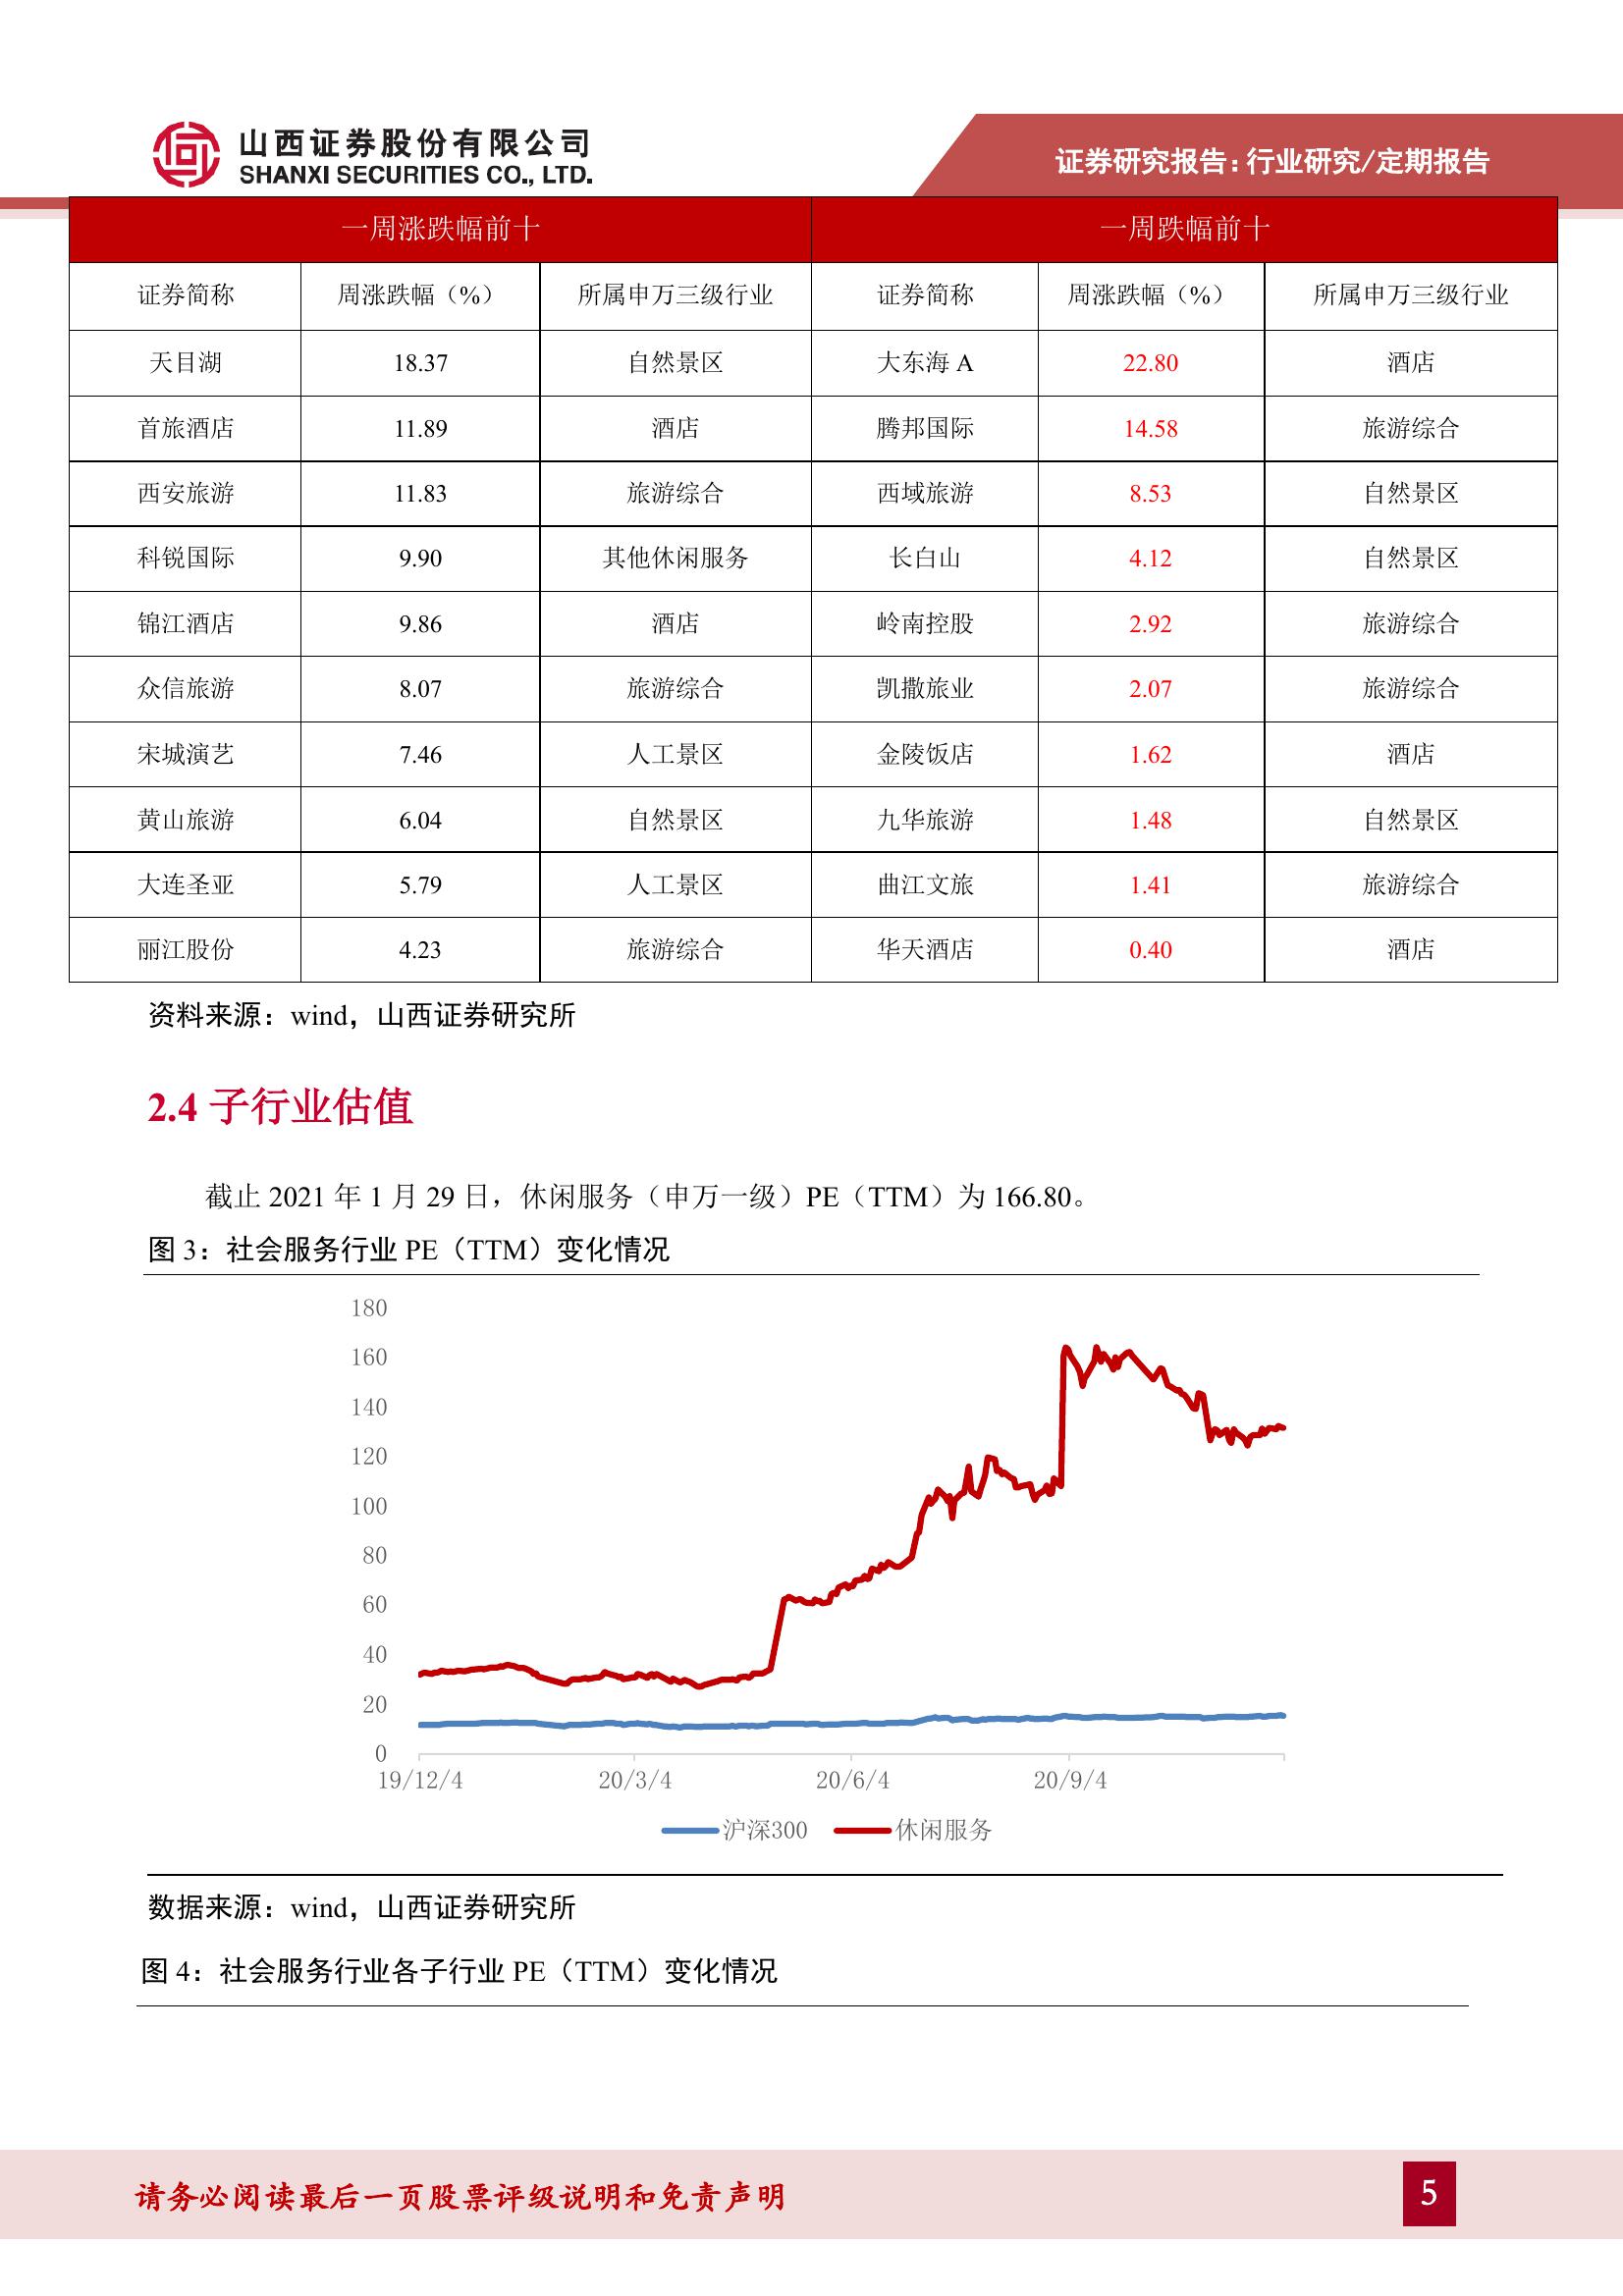 山西证券股份有限公司
SHANXI SECURITIES CO., LTD.
证券研究报告:行业研究/定期报告
一周涨跌幅前十 一周跌幅前十
证券简称 周涨跌幅（%） 所属申万三级行业 证券简称 周涨跌幅（%） 所属申万三级行业
天目湖 18.37 自然景区 大东海 A 22.80 酒店
首旅酒店 11.89 酒店 腾邦国际 14.58 旅游综合
西安旅游 11.83 旅游综合 西域旅游 8.53 自然景区
科锐国际 9.90 其他休闲服务 长白山 4.12 自然景区
锦江酒店 9.86 酒店 岭南控股 2.92 旅游综合
众信旅游 8.07 旅游综合 凯撒旅业 2.07 旅游综合
宋城演艺 7.46 人工景区 金陵饭店 1.62 酒店
黄山旅游 6.04 自然景区 九华旅游 1.48 自然景区
大连圣亚 5.79 人工景区 曲江文旅 1.41 旅游综合
丽江股份 4.23 旅游综合 华天酒店 0.40 酒店
资料来源：wind，山西证券研究所
2.4 子行业估值
截止 2021 年 1 月 29 日，休闲服务（申万一级）PE（TTM）为 166.80。
图 3：社会服务行业 PE（TTM）变化情况
180
160
140
120
100
80
60
40
20
0
19/12/4 20/3/4 20/6/4 20/9/4
沪深300 休闲服务
数据来源：wind，山西证券研究所
图 4：社会服务行业各子行业 PE（TTM）变化情况
请务必阅读最后一页股票评级说明和免责声明
5